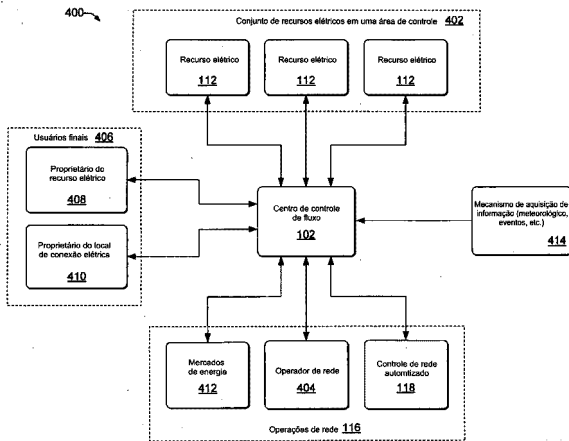 400
Conjunto de recursos elétricos em uma área de controle 402
Recurso elétrico
112
Recurso elétrico
112
Recurso elétrico
112
Usuários finais 406
Proprietário do
recurso elétrico
408
Proprietário do local
de conexão elétrica
410
Centro de controle
de fluxo
102
Mecanismo de aquisição de
informação (meteorológico,
eventos, etc.)
414
Mercados
de energia
412
Operador de rede
404
Controle de rede
automtizado
118
Operações de rede 116